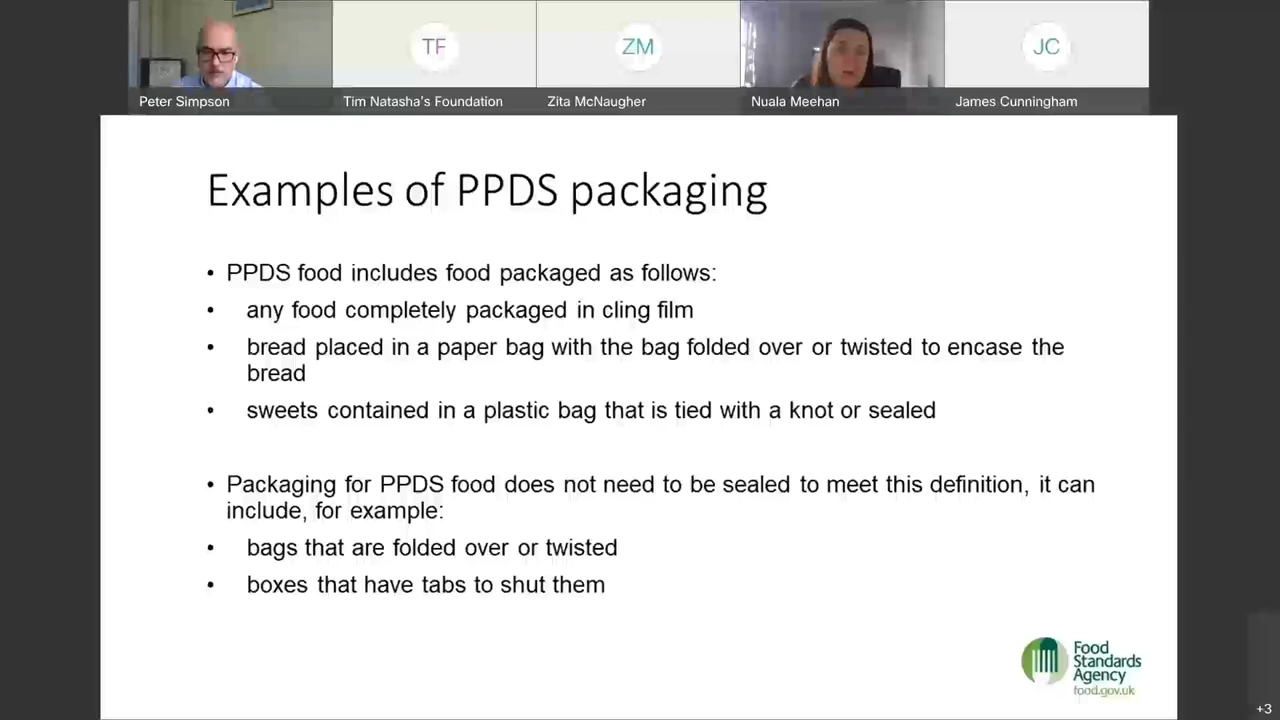 TF
ZM
JC
Peter Simpson
Tim Natasha's Foundation
Zita McNaugher
Nuala Meehan
James Cunningham
Examples of PPDS packaging
• PPDS food includes food packaged as follows:
• any food completely packaged in cling film
• bread placed in a paper bag with the bag folded over or twisted to encase the
bread
• sweets contained in a plastic bag that is tied with a knot or sealed
• Packaging for PPDS food does not need to be sealed to meet this definition, it can
include, for example:
• bags that are folded over or twisted
• boxes that have tabs to shut them
Food
Standards
Agency
food.gov.uk
+3